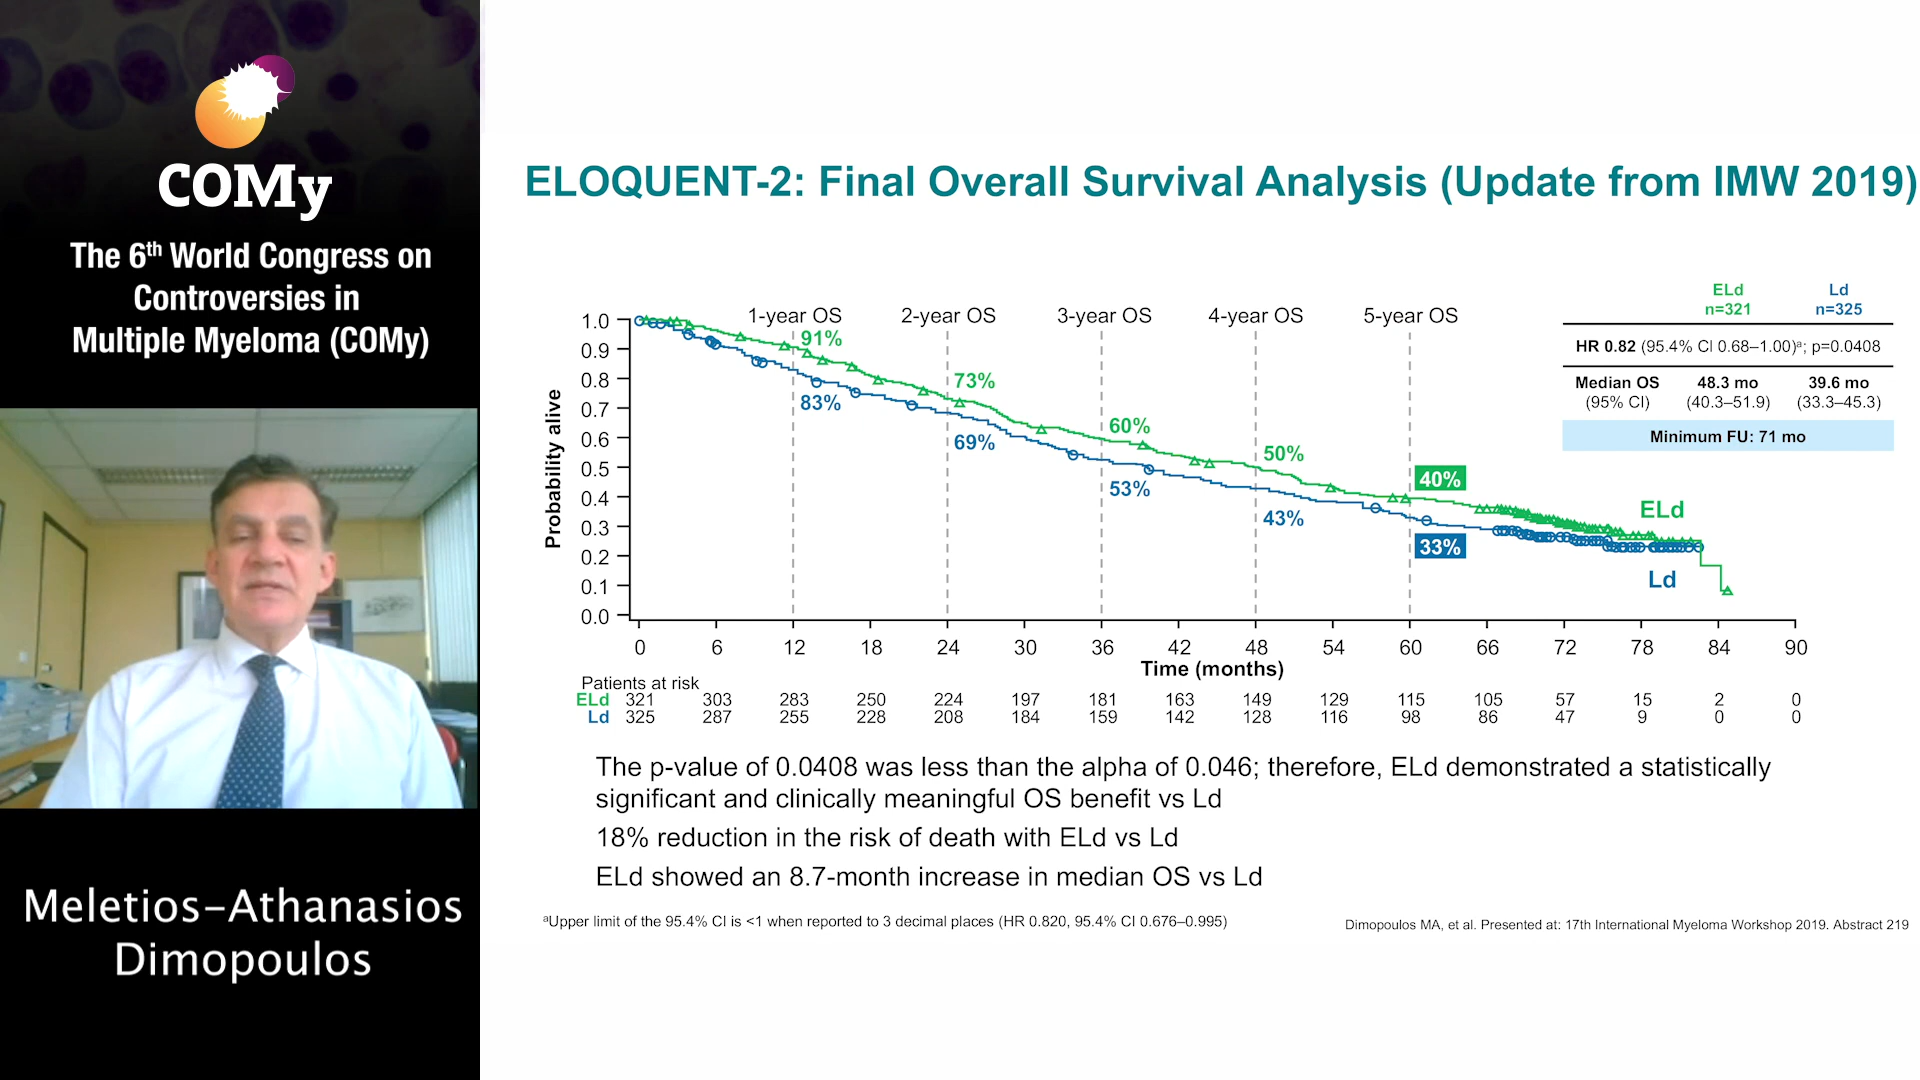 COMy
The 6th World Congress on
Controversies in
Multiple Myeloma (COMy)
Meletios-Athanasios
Dimopoulos
ELOQUENT-2: Final Overall Survival Analysis (Update from IMW 2019)
ELd Ld
n=321 n=325
HR 0.82 (95.4% CI 0.68–1.00)ª; p=0.0408
Median OS 48.3 mo 39.6 mo
(95% CI) (40.3–51.9) (33.3–45.3)
Minimum FU: 71 mo
1-year OS 2-year OS 3-year OS 4-year OS 5-year OS
91% 73% 60% 50% 40%
83% 69% 53% 43% 33%
ELd
Ld
Probability alive
1.0
0.9
0.8
0.7
0.6
0.5
0.4
0.3
0.2
0.1
0.0
0 6 12 18 24 30 36 42 48 54 60 66 72 78 84 90
Time (months)
Patients at risk
ELd 321 303 283 250 224 197 181 163 149 129 115 105 57 15 2 0
Ld 325 287 255 228 208 184 159 142 128 116 98 86 47 9 0 0
The p-value of 0.0408 was less than the alpha of 0.046; therefore, ELd demonstrated a statistically
significant and clinically meaningful OS benefit vs Ld
18% reduction in the risk of death with ELd vs Ld
ELd showed an 8.7-month increase in median OS vs Ld
ªUpper limit of the 95.4% CI is <1 when reported to 3 decimal places (HR 0.820, 95.4% CI 0.676–0.995)
Dimopoulos MA, et al. Presented at: 17th International Myeloma Workshop 2019. Abstract 219